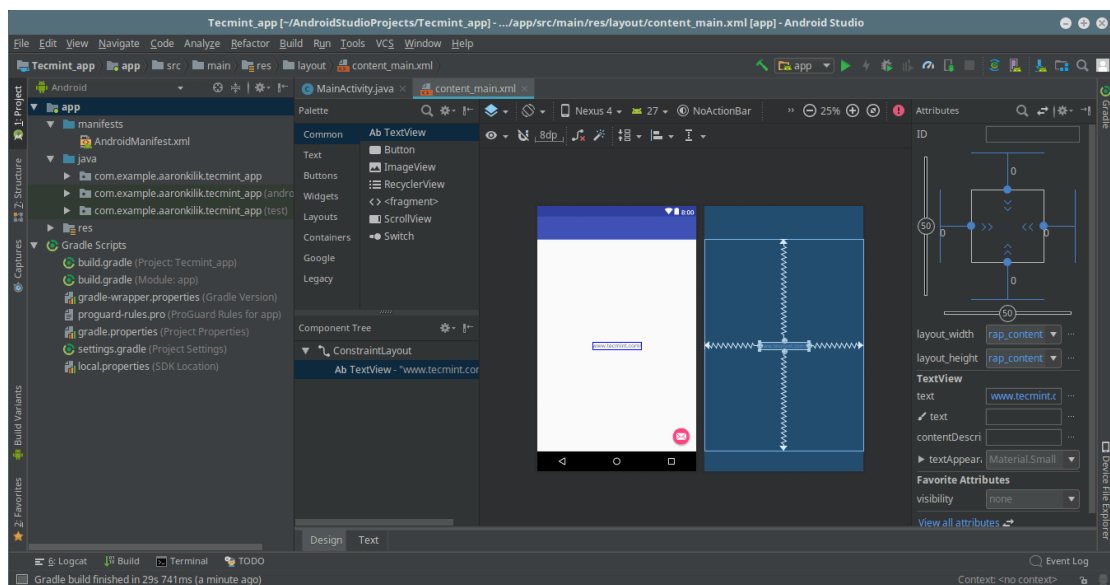 Tecmint_app [~/AndroidStudioProjects/Tecmint_app] - .../app/src/main/res/layout/content_main.xml [app] - Android Studio
File Edit View Navigate Code Analyze Refactor Build Run Tools VCS Window Help
Tecmint_app app src main res layout content_main.xml app
1: Project
7: Structure
Captures
Build Variants
2: Favorites
Android
app
manifests
AndroidManifest.xml
java
com.example.aaronkilik.tecmint_app
com.example.aaronkilik.tecmint_app (andro
com.example.aaronkilik.tecmint_app (test)
res
Gradle Scripts
build.gradle (Project: Tecmint_app)
build.gradle (Module: app)
gradle-wrapper.properties (Gradle Version)
proguard-rules.pro (ProGuard Rules for app)
gradle.properties (Project Properties)
settings.gradle (Project Settings)
local.properties (SDK Location)
MainActivity.java content_main.xml
Palette
Common
Text
Buttons
Widgets
Layouts
Containers
Google
Legacy
Ab TextView
Button
ImageView
RecyclerView
<> <fragment>
ScrollView
Switch
Component Tree
ConstraintLayout
Ab TextView - "www.tecmint.cor
Nexus 4 27 NoActionBar >> 25%
8dp
8:00
www.tecmint.com
Design Text
Attributes
ID
0
50
0 0
0
50
layout_width rap_content
layout_height rap_content
TextView
text www.tecmint.c
text
contentDescri
textAppear Material.Small
Favorite Attributes
visibility none
View all attributes
Gradle
Device File Explorer
6: Logcat Build Terminal TODO Event Log
Gradle build finished in 29s 741ms (a minute ago) Context: <no context>